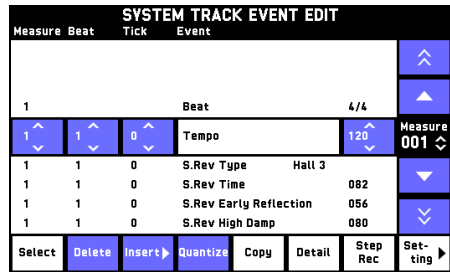 SYSTEM TRACK EVENT EDIT
Measure Beat Tick Event
1 Beat 4/4
1 1 0 Tempo 120
Measure
001
1 1 0 S.Rev Type Hall 3
1 1 0 S.Rev Time 082
1 1 0 S.Rev Early Reflection 056
1 1 0 S.Rev High Damp 080
Select Delete Insert Quantize Copy Detail Step Rec Set-ting